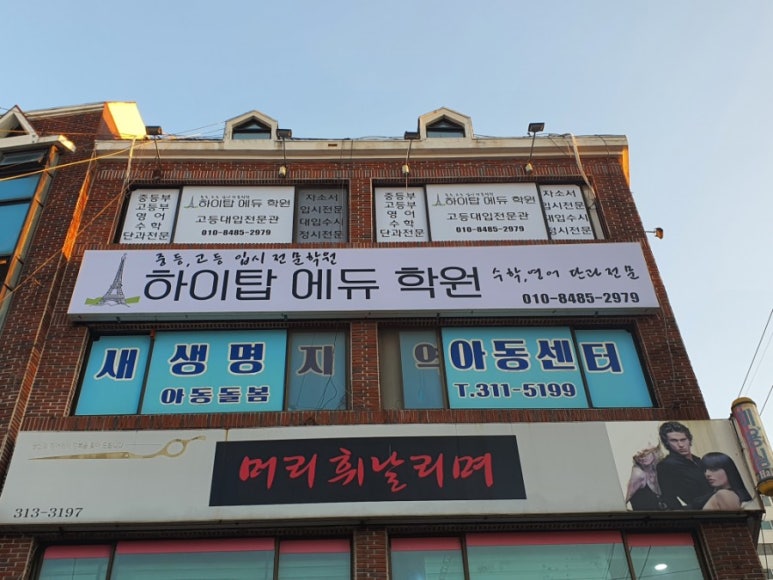 중등부
고등부
영어
수학
단과전문
하이탑 에듀 학원
고등대입전문관
010-8485-2979
자소서
입시전문
대입수시
정시전문
중등부
고등부
영어
수학
단과전문
하이탑 에듀 학원
고등대입전문관
010-8485-2979
자소서
입시전문
대입수시
정시전문
중등,고등 입시전문학원
하이탑 에듀 학원
수학,영어 단과전문
010-8485-2979
새생명지역아동센터
아동돌봄
T.311-5199
머리휘날리며
313-3197